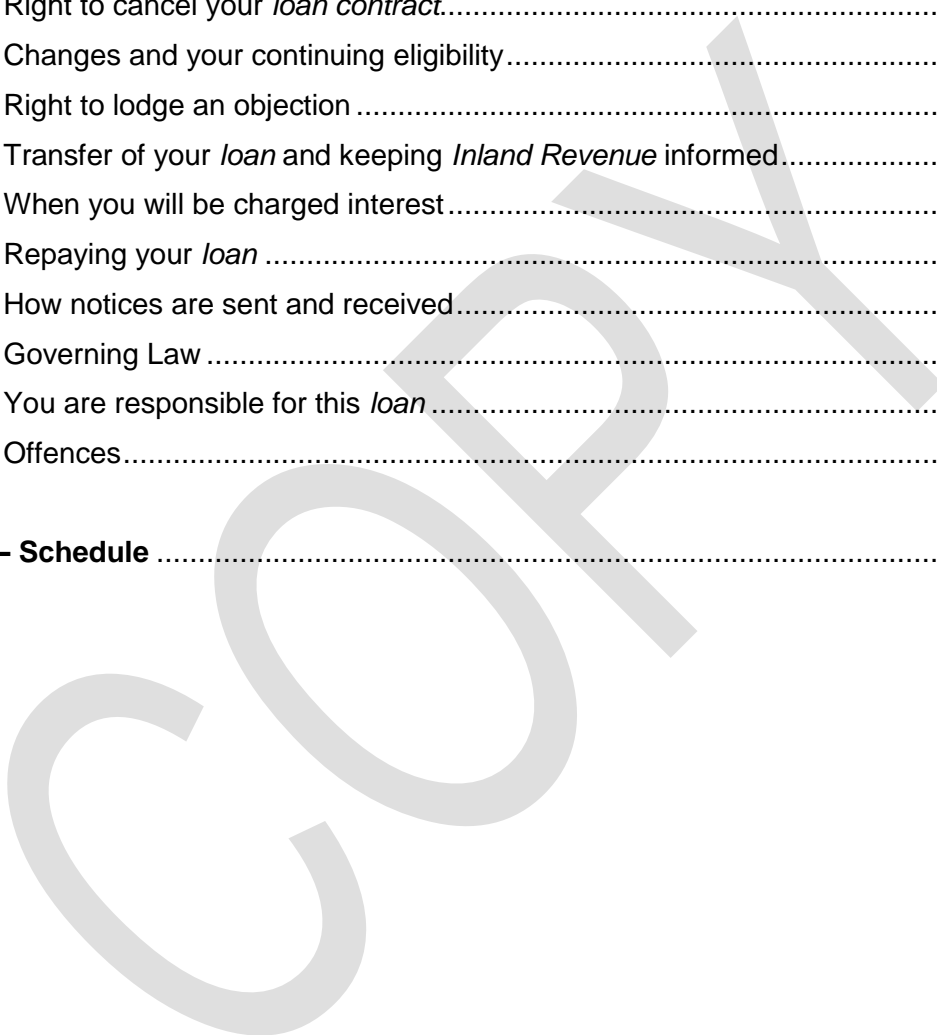 Right to cancel your loan contract.........................................................
Changes and your continuing eligibility....................................................
Right to lodge an objection ......................................................................
Transfer of your loan and keeping Inland Revenue informed...................
When you will be charged interest...........................................................
Repaying your loan .................................................................................
How notices are sent and received..........................................................
Governing Law ........................................................................................
You are responsible for this loan .............................................................
Offences..................................................................................................
– Schedule ..............................................................................................
COPY